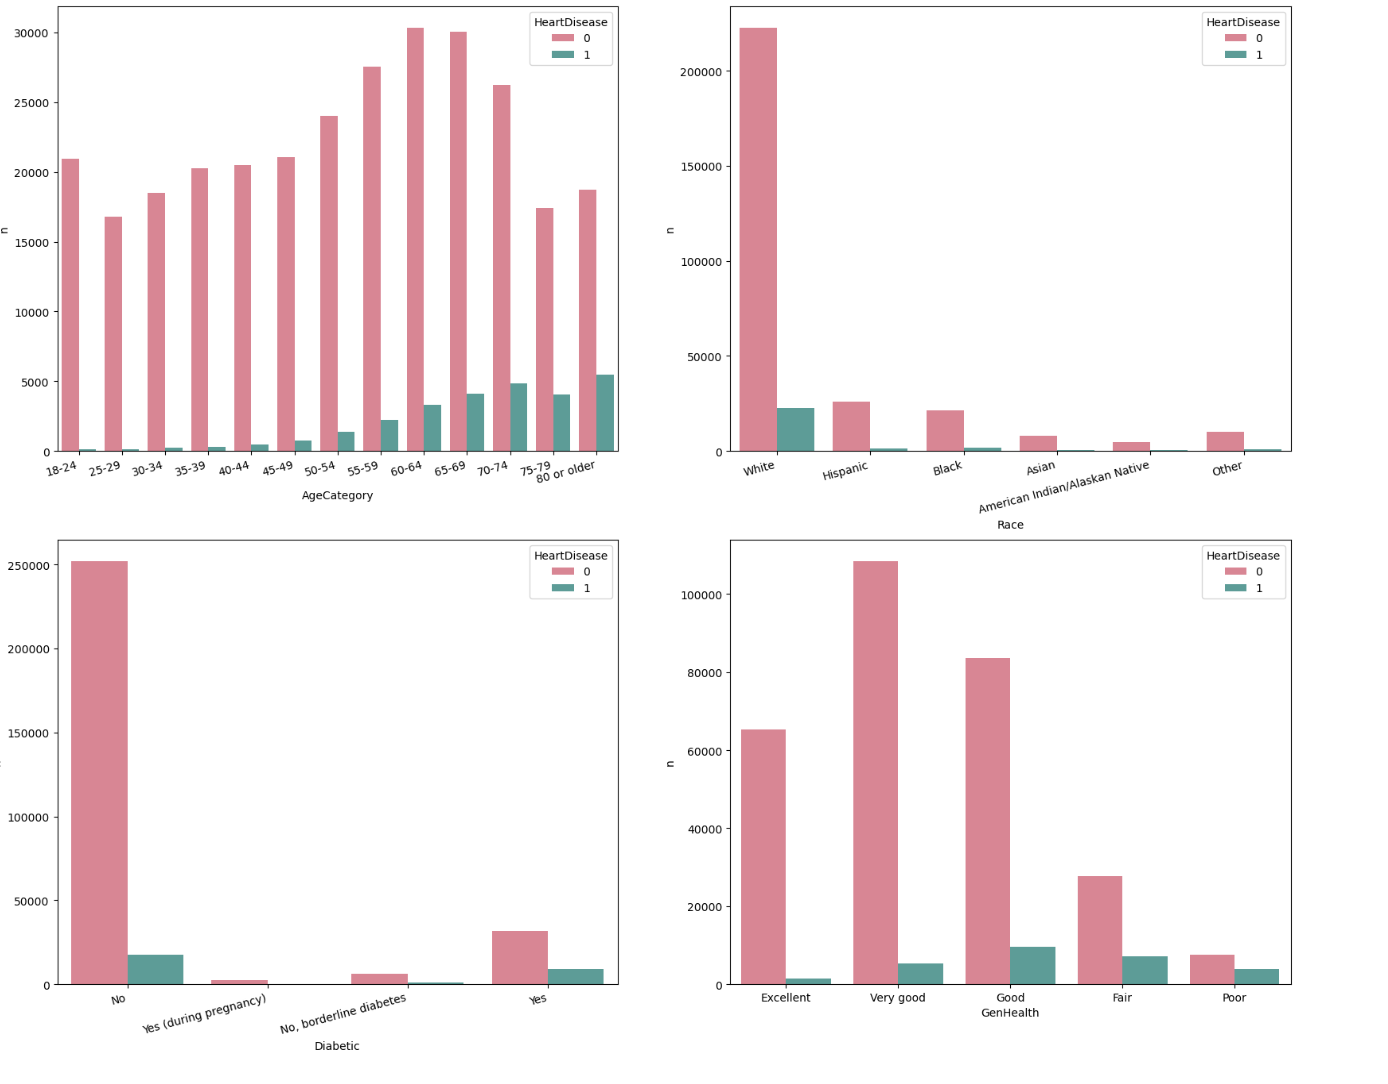 HeartDisease
0
1
30000
25000
20000
15000
10000
5000
0
n
18-24 25-29 30-34 35-39 40-44 45-49 50-54 55-59 60-64 65-69 70-74 75-79 80 or older
AgeCategory
HeartDisease
0
1
200000
150000
100000
50000
0
n
White Hispanic Black Asian American Indian/Alaskan Native Other
Race
HeartDisease
0
1
250000
200000
150000
100000
50000
0
No Yes (during pregnancy) No, borderline diabetes Yes
Diabetic
HeartDisease
0
1
100000
80000
60000
40000
20000
0
n
Excellent Very good Good Fair Poor
GenHealth